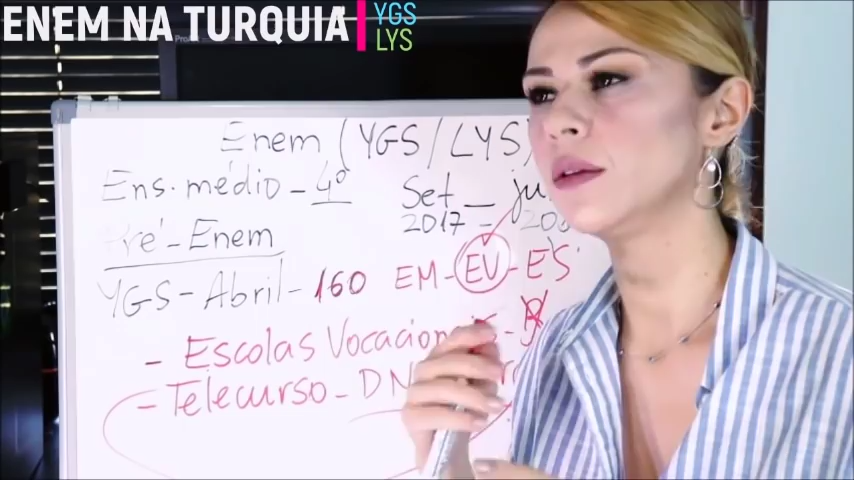 ENEM NA TURQUIA
YGS
LYS
Enem (YGS/LYS)
Ens. médio - 4º
Set — ju
2017 -
Pré-Enem
YGS - Abril - 160
EM - EV - ES
- Escolas Vocacion
- Telecurso - DN